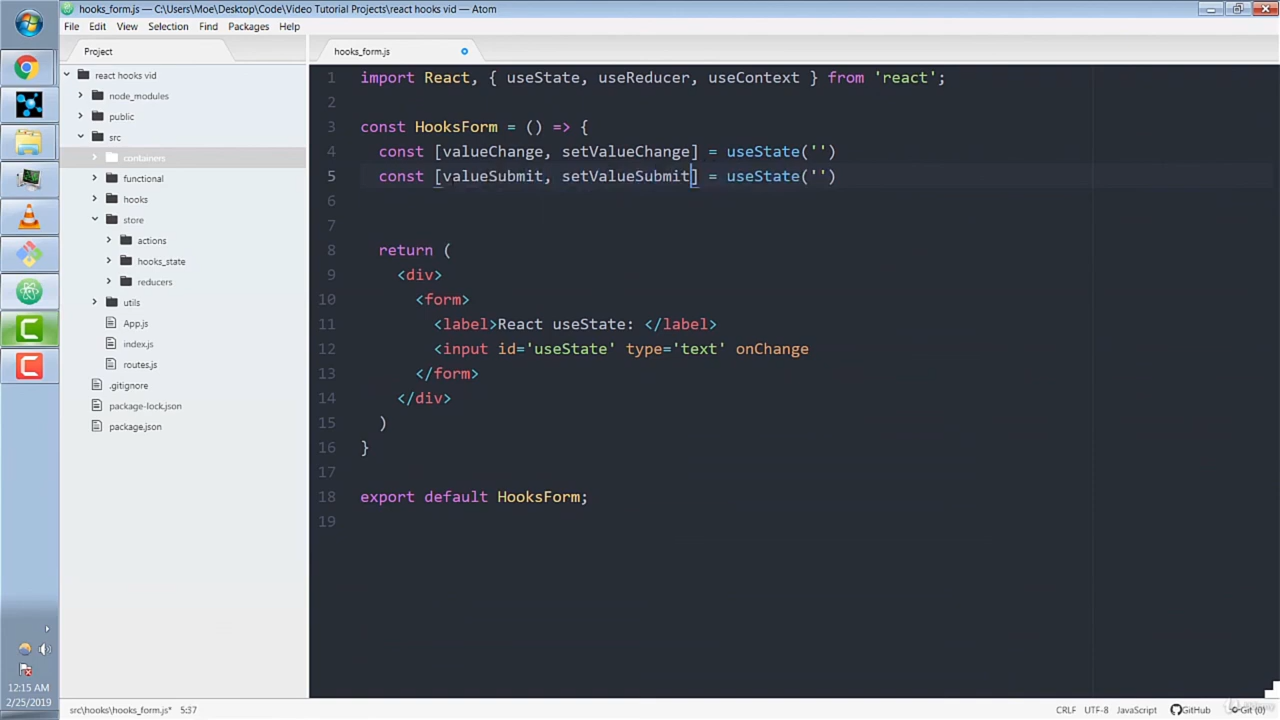 hooks_form.js — C:\Users\Moe\Desktop\Code\Video Tutorial Projects\react hooks vid — Atom
File Edit View Selection Find Packages Help
Project
hooks_form.js
react hooks vid
node_modules
public
src
containers
functional
hooks
store
actions
hooks_state
reducers
utils
App.js
index.js
routes.js
.gitignore
package-lock.json
package.json
1 import React, { useState, useReducer, useContext } from 'react';
2
3 const HooksForm = () => {
4 const [valueChange, setValueChange] = useState('')
5 const [valueSubmit, setValueSubmit] = useState('')
6
7
8 return (
9 <div>
10 <form>
11 <label>React useState: </label>
12 <input id='useState' type='text' onChange
13 </form>
14 </div>
15 )
16 }
17
18 export default HooksForm;
19
12:15 AM
2/25/2019
src\hooks\hooks_form.js* 5:37
CRLF UTF-8 JavaScript GitHub Git (0)